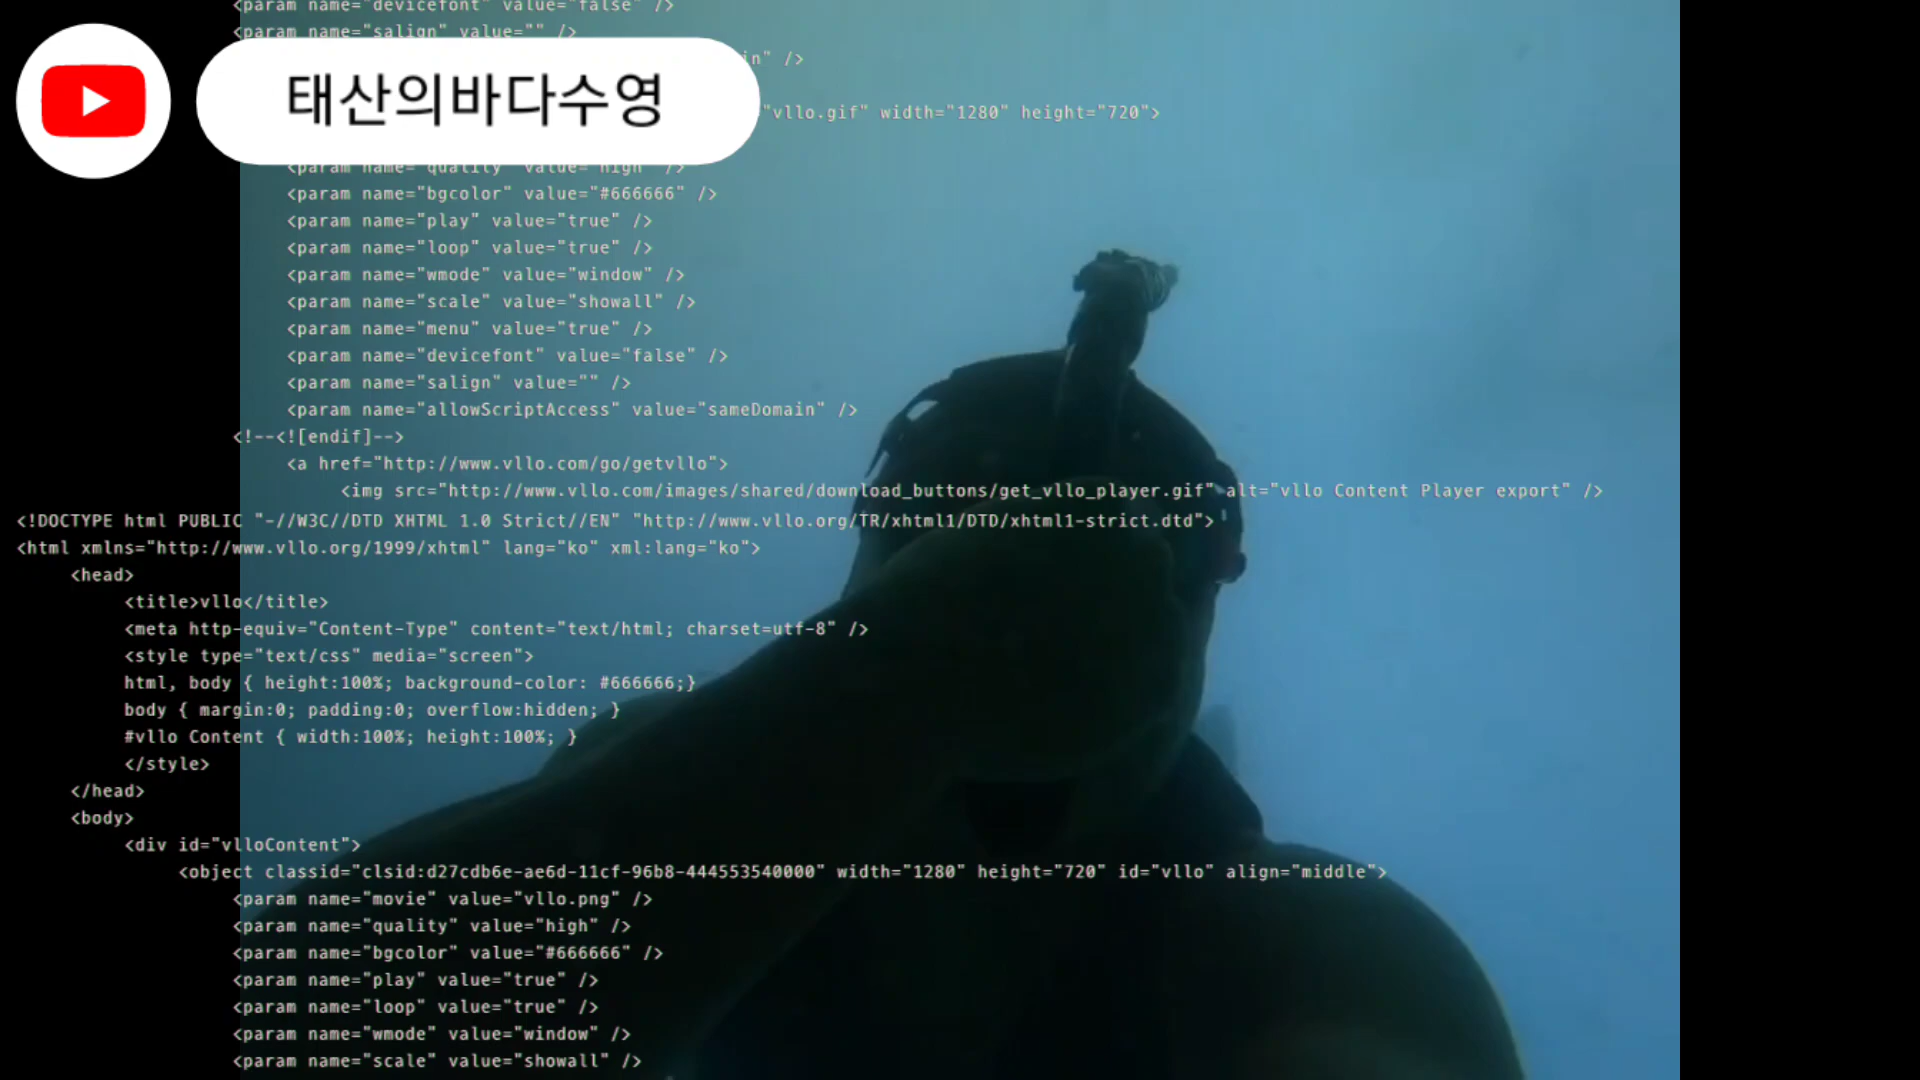 <param name="devicefont" value="false" />
<param name="salign" value="" />
in" />
태산의바다수영
"vllo.gif" width="1280" height="720">
<param name="quality" value="high" />
<param name="bgcolor" value="#666666" />
<param name="play" value="true" />
<param name="loop" value="true" />
<param name="wmode" value="window" />
<param name="scale" value="showall" />
<param name="menu" value="true" />
<param name="devicefont" value="false" />
<param name="salign" value="" />
<param name="allowScriptAccess" value="sameDomain" />
<!--<![endif]-->
<a href="http://www.vllo.com/go/getvllo">
<img src="http://www.vllo.com/images/shared/download_buttons/get_vllo_player.gif" alt="vllo Content Player export" />
<!DOCTYPE html PUBLIC "-//W3C//DTD XHTML 1.0 Strict//EN" "http://www.vllo.org/TR/xhtml1/DTD/xhtml1-strict.dtd">
<html xmlns="http://www.vllo.org/1999/xhtml" lang="ko" xml:lang="ko">
<head>
<title>vllo</title>
<meta http-equiv="Content-Type" content="text/html; charset=utf-8" />
<style type="text/css" media="screen">
html, body { height:100%; background-color: #666666;}
body { margin:0; padding:0; overflow:hidden; }
#vllo Content { width:100%; height:100%; }
</style>
</head>
<body>
<div id="vlloContent">
<object classid="clsid:d27cdb6e-ae6d-11cf-96b8-444553540000" width="1280" height="720" id="vllo" align="middle">
<param name="movie" value="vllo.png" />
<param name="quality" value="high" />
<param name="bgcolor" value="#666666" />
<param name="play" value="true" />
<param name="loop" value="true" />
<param name="wmode" value="window" />
<param name="scale" value="showall" />